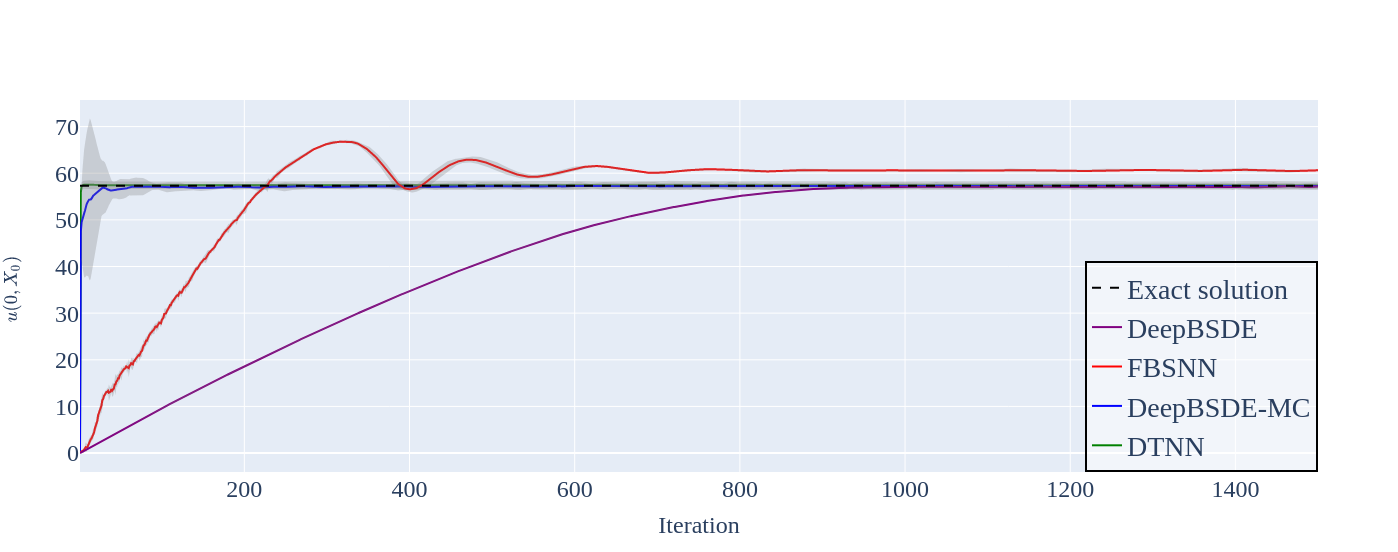 70
60
50
40
30
20
10
0
u(0, X₀)
200 400 600 800 1000 1200 1400
Iteration
Exact solution
DeepBSDE
FBSNN
DeepBSDE-MC
DTNN